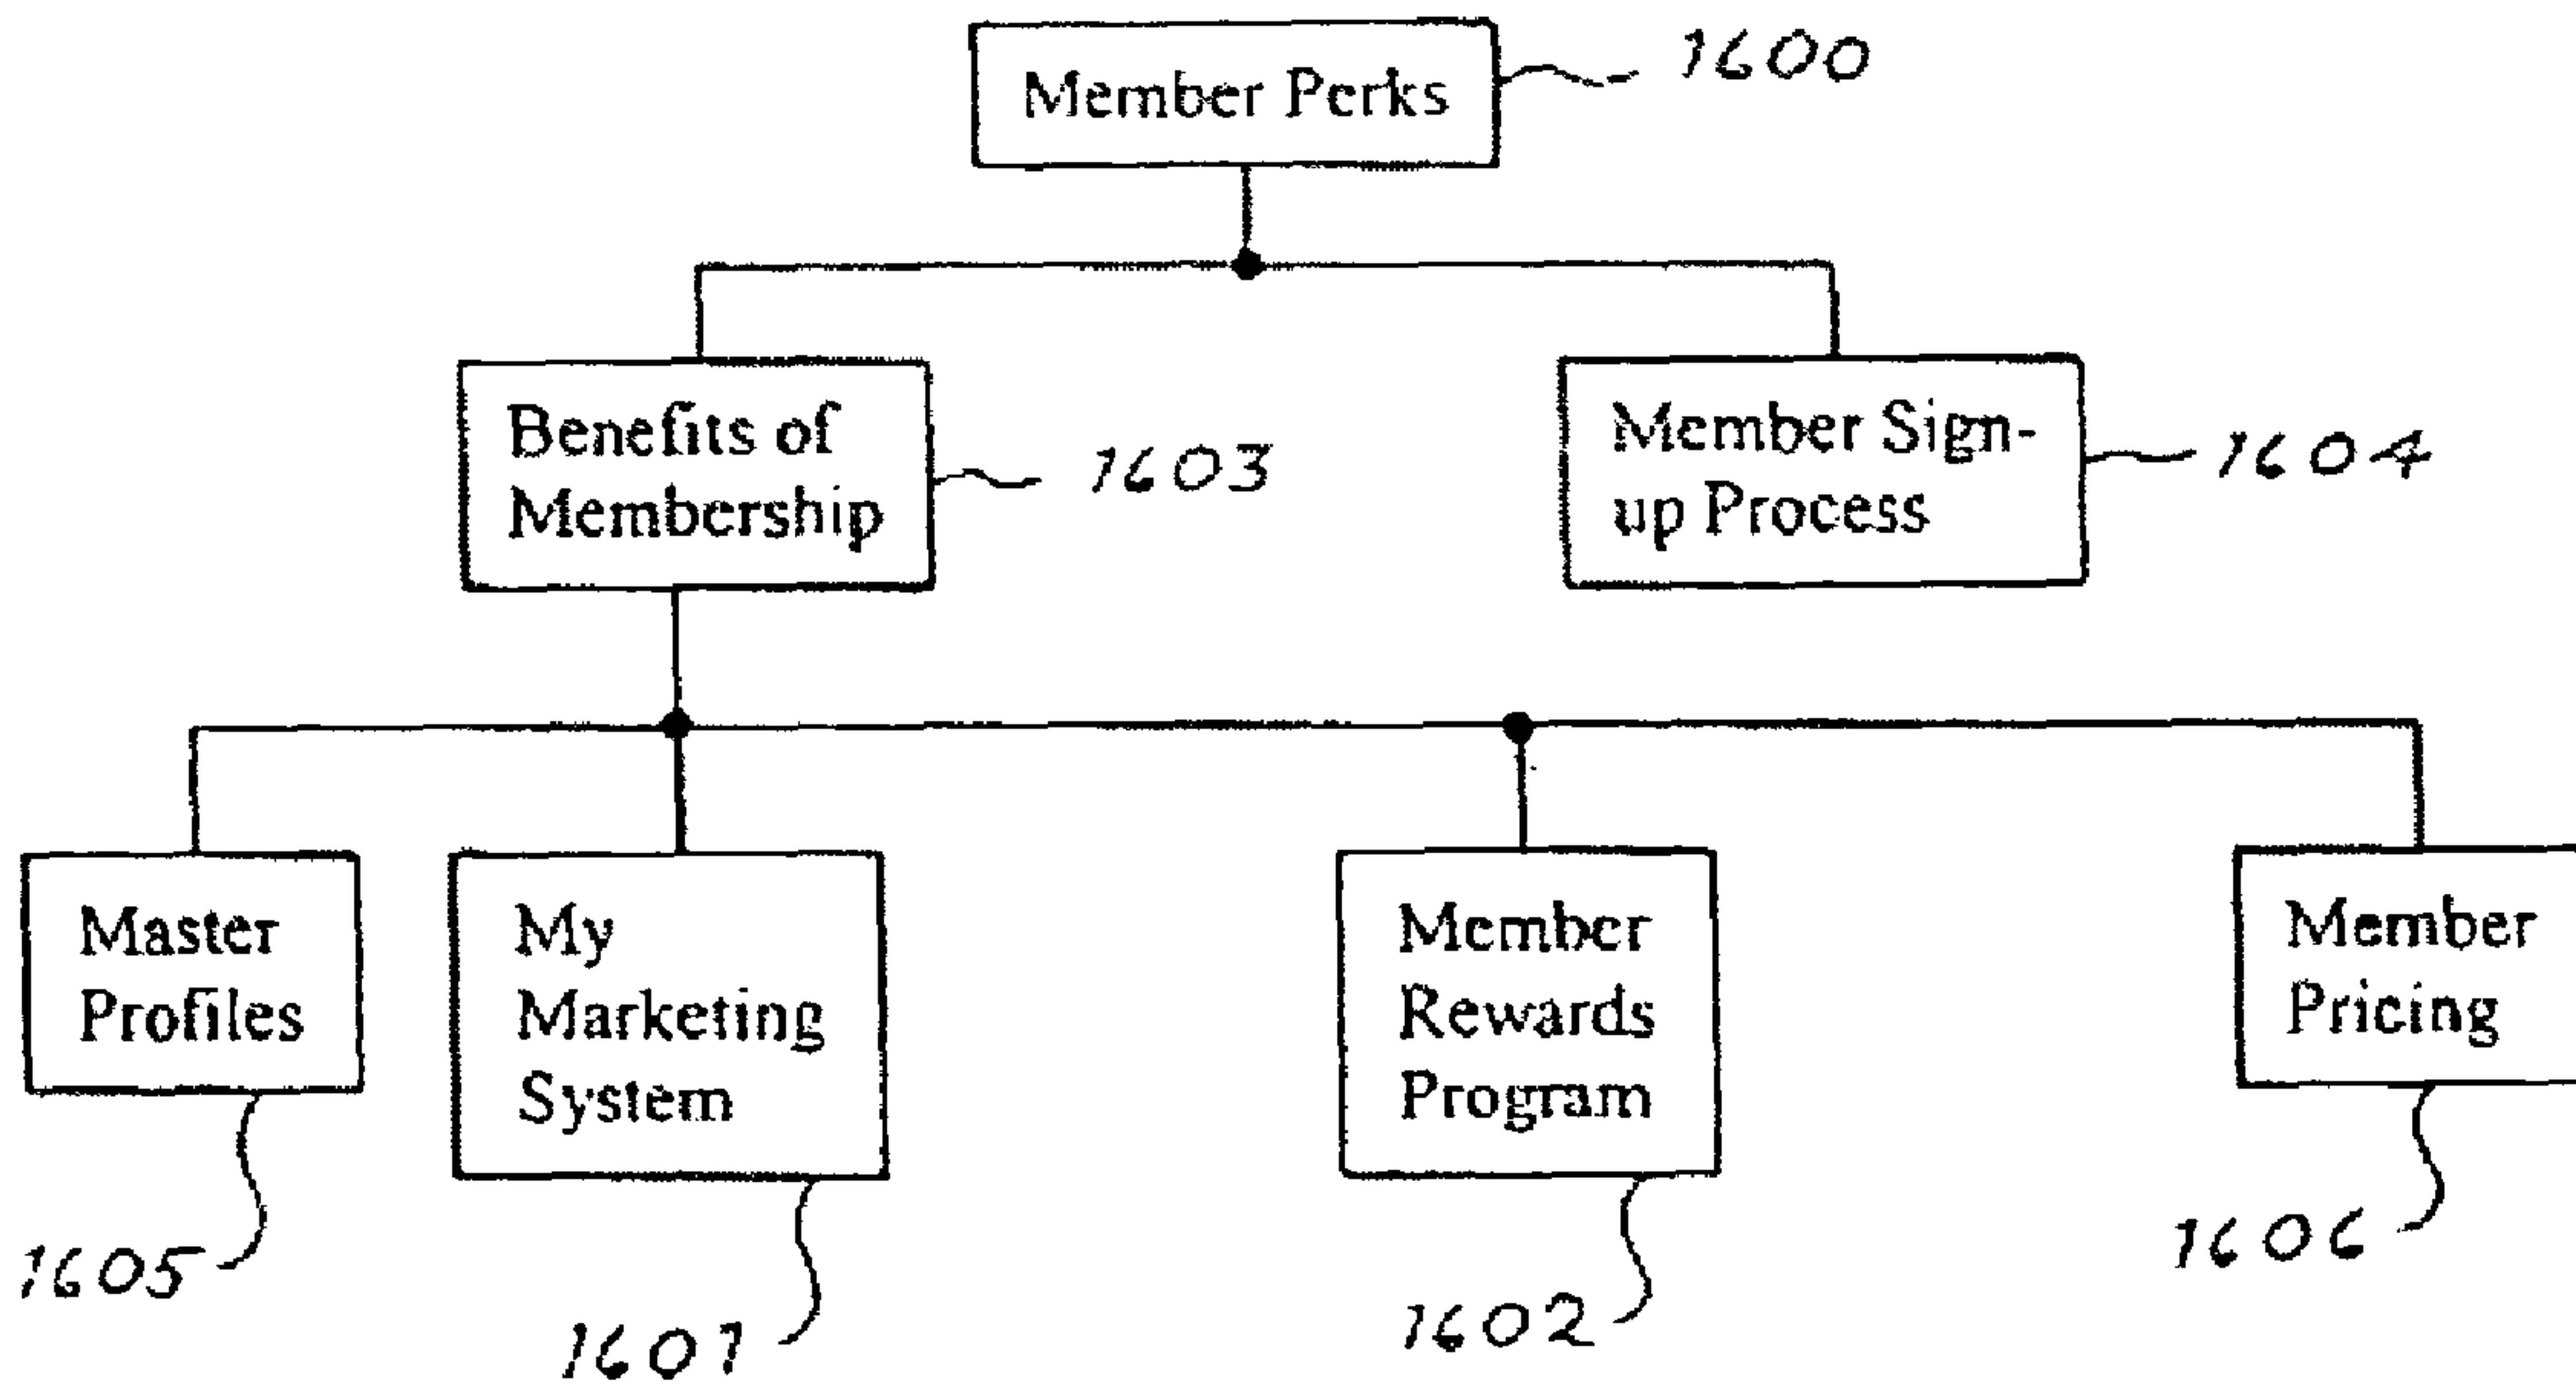 Member Perks
1600
Benefits of
Membership
1603
Member Sign-
up Process
1604
Master
Profiles
1605
My
Marketing
System
1601
Member
Rewards
Program
1602
Member
Pricing
1606